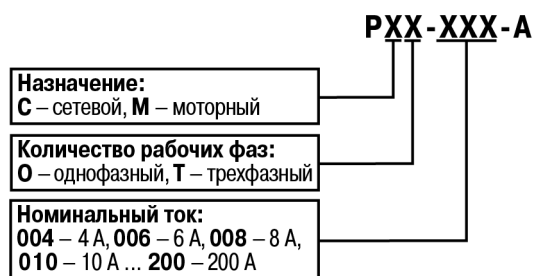 РХХ-ХХХ-А
Назначение:
С – сетевой, М – моторный
Количество рабочих фаз:
О – однофазный, Т – трехфазный
Номинальный ток:
004 – 4 А, 006 – 6 А, 008 – 8 А,
010 – 10 А ... 200 – 200 А